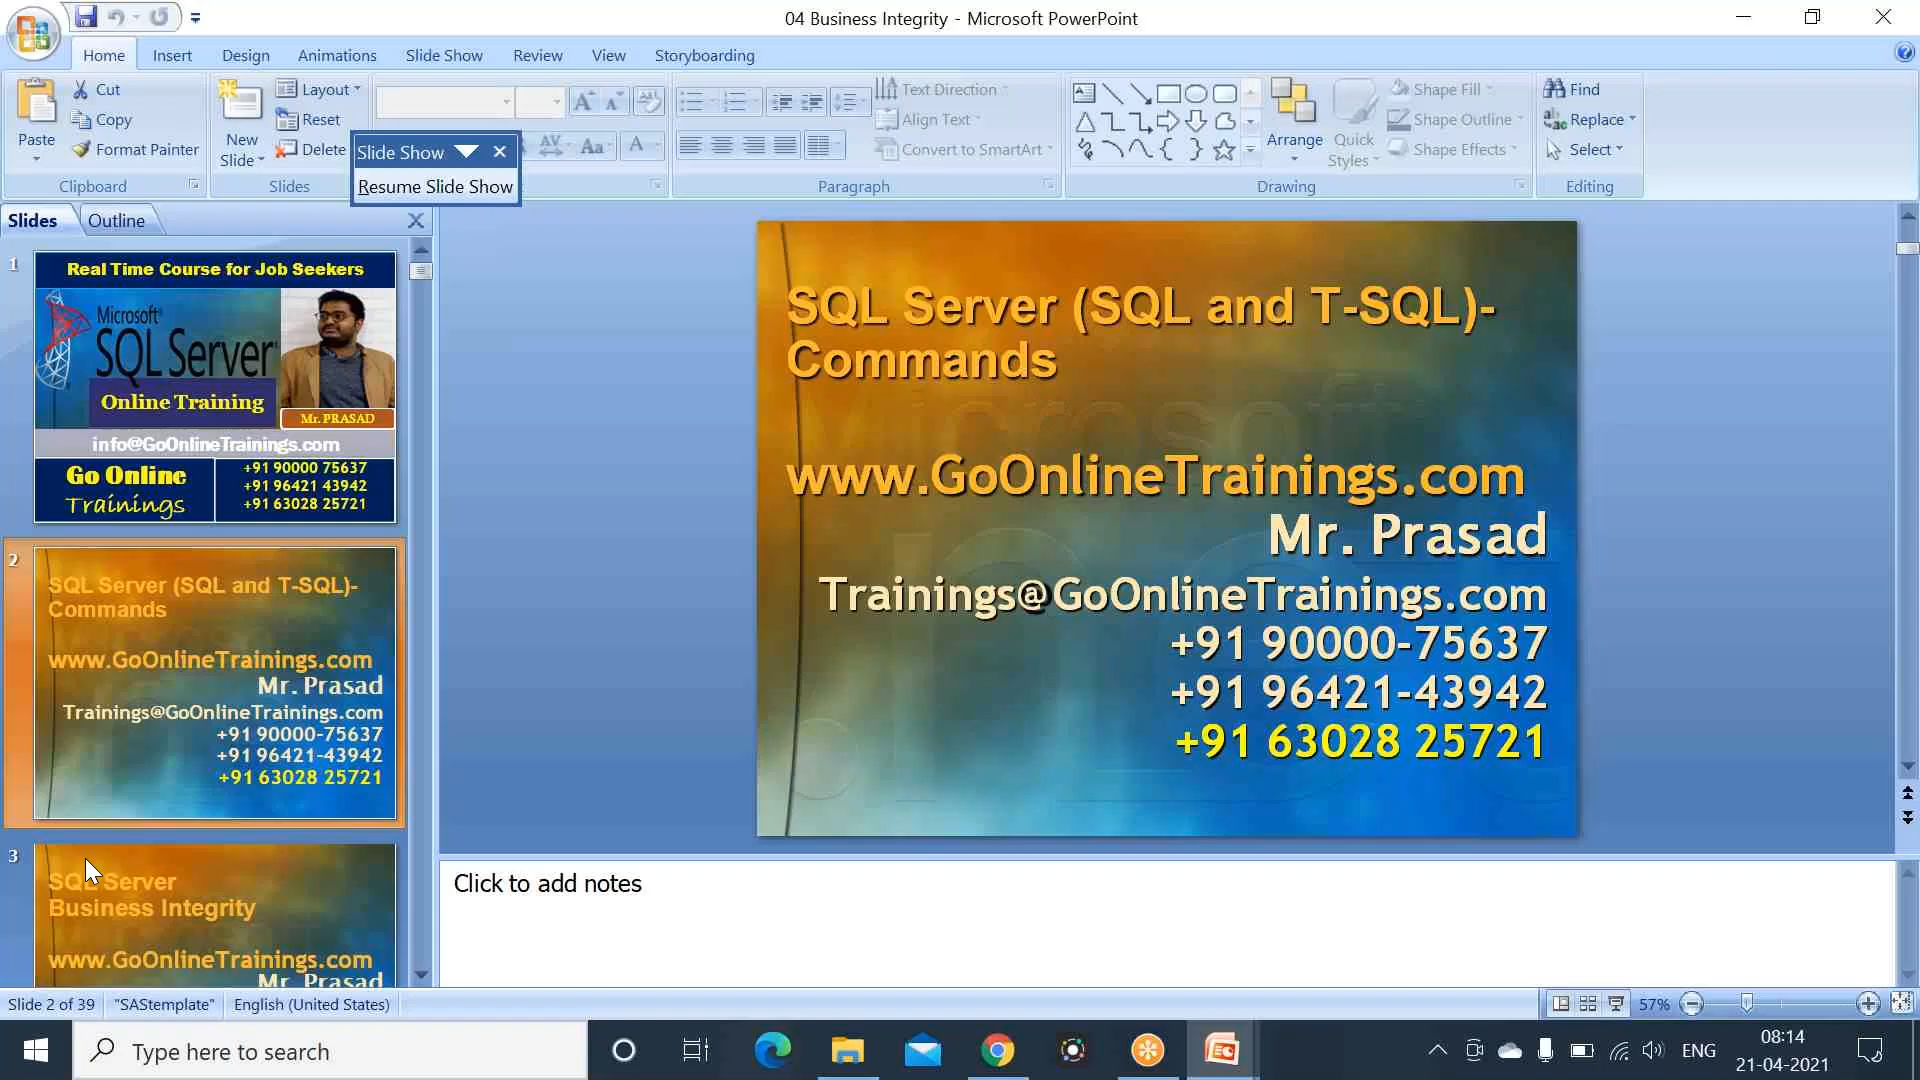 04 Business Integrity - Microsoft PowerPoint
Home Insert Design Animations Slide Show Review View Storyboarding
Paste
Cut
Copy
Format Painter
Clipboard
New Slide
Layout
Reset
Delete
Slides
Slide Show
Resume Slide Show
Aa
A
Paragraph
Text Direction
Align Text
Convert to SmartArt
Arrange
Quick Styles
Shape Fill
Shape Outline
Shape Effects
Drawing
Find
Replace
Select
Editing
Slides Outline
1
Real Time Course for Job Seekers
Microsoft
SQL Server
Online Training
Mr. PRASAD
info@GoOnlineTrainings.com
Go Online
Trainings
+91 90000 75637
+91 96421 43942
+91 63028 25721
2
SQL Server (SQL and T-SQL)-
Commands
www.GoOnlineTrainings.com
Mr. Prasad
Trainings@GoOnlineTrainings.com
+91 90000-75637
+91 96421-43942
+91 63028 25721
3
SQL Server
Business Integrity
www.GoOnlineTrainings.com
Mr. Prasad
SQL Server (SQL and T-SQL)-
Commands
Microsoft
www.GoOnlineTrainings.com
Mr. Prasad
Trainings@GoOnlineTrainings.com
+91 90000-75637
+91 96421-43942
+91 63028 25721
Click to add notes
Slide 2 of 39 "SAStemplate" English (United States)
57%
Type here to search
ENG
08:14
21-04-2021